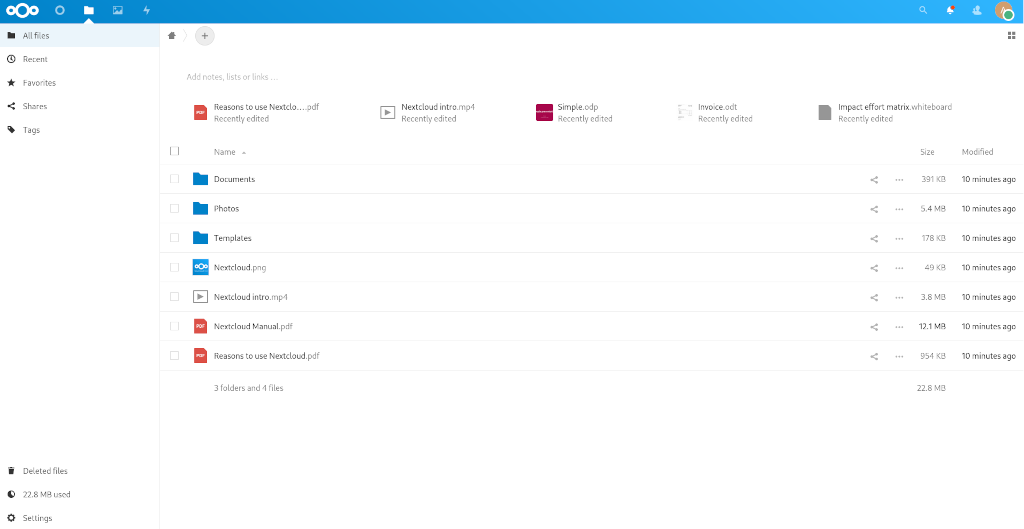 All files
Recent
Favorites
Shares
Tags
Deleted files
22.8 MB used
Settings
A
Add notes, lists or links ...
PDF
Reasons to use Nextclo....pdf
Recently edited
Nextcloud intro.mp4
Recently edited
Simple.odp
Recently edited
Invoice.odt
Recently edited
Impact effort matrix.whiteboard
Recently edited
Name Size Modified
Documents 391 KB 10 minutes ago
Photos 5.4 MB 10 minutes ago
Templates 178 KB 10 minutes ago
Nextcloud.png 49 KB 10 minutes ago
Nextcloud intro.mp4 3.8 MB 10 minutes ago
PDF Nextcloud Manual.pdf 12.1 MB 10 minutes ago
PDF Reasons to use Nextcloud.pdf 954 KB 10 minutes ago
3 folders and 4 files 22.8 MB